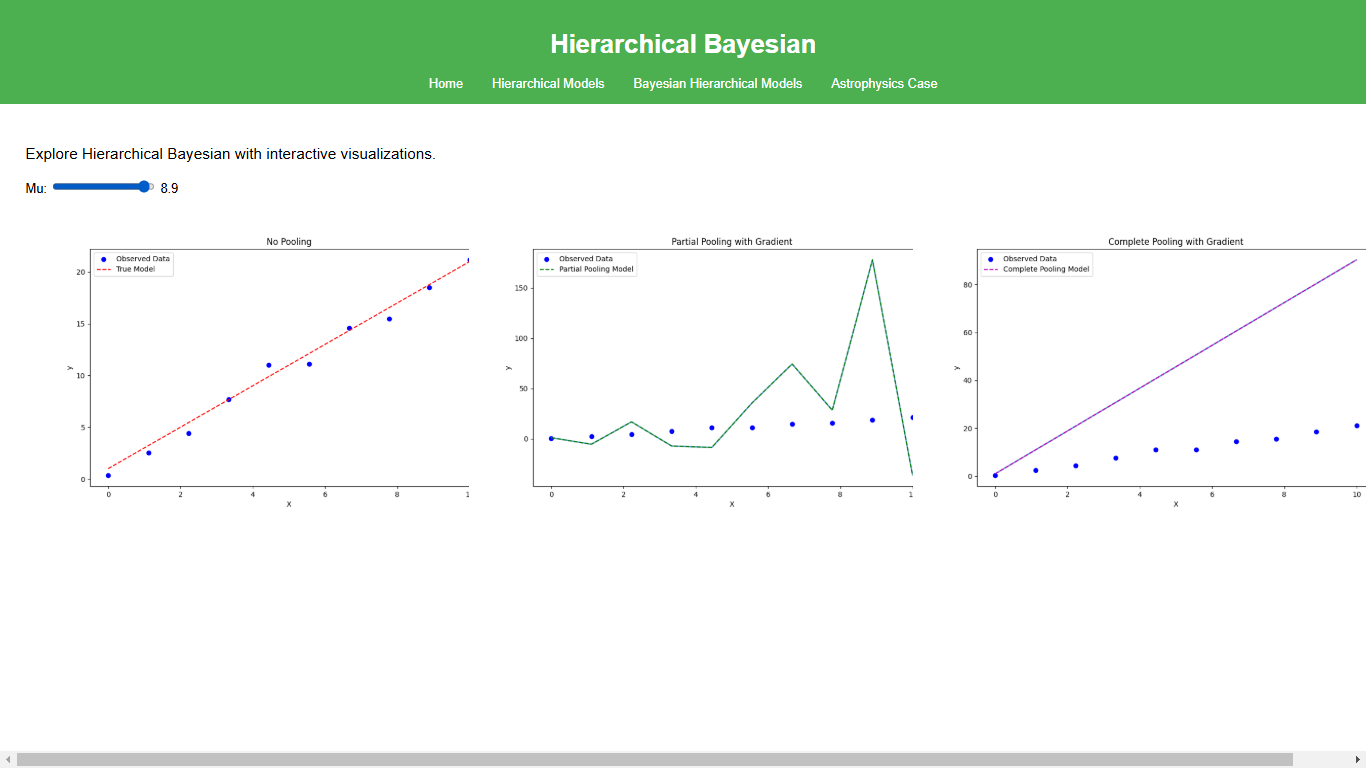 Hierarchical Bayesian
Home Hierarchical Models Bayesian Hierarchical Models Astrophysics Case
Explore Hierarchical Bayesian with interactive visualizations.
Mu: 8.9
No Pooling
Observed Data
True Model
20
15
10
5
0
y
0 2 4 6 8 1
X
Partial Pooling with Gradient
Observed Data
Partial Pooling Model
150
100
50
0
y
0 2 4 6 8 1
X
Complete Pooling with Gradient
Observed Data
Complete Pooling Model
80
60
40
20
0
y
0 2 4 6 8 10
X